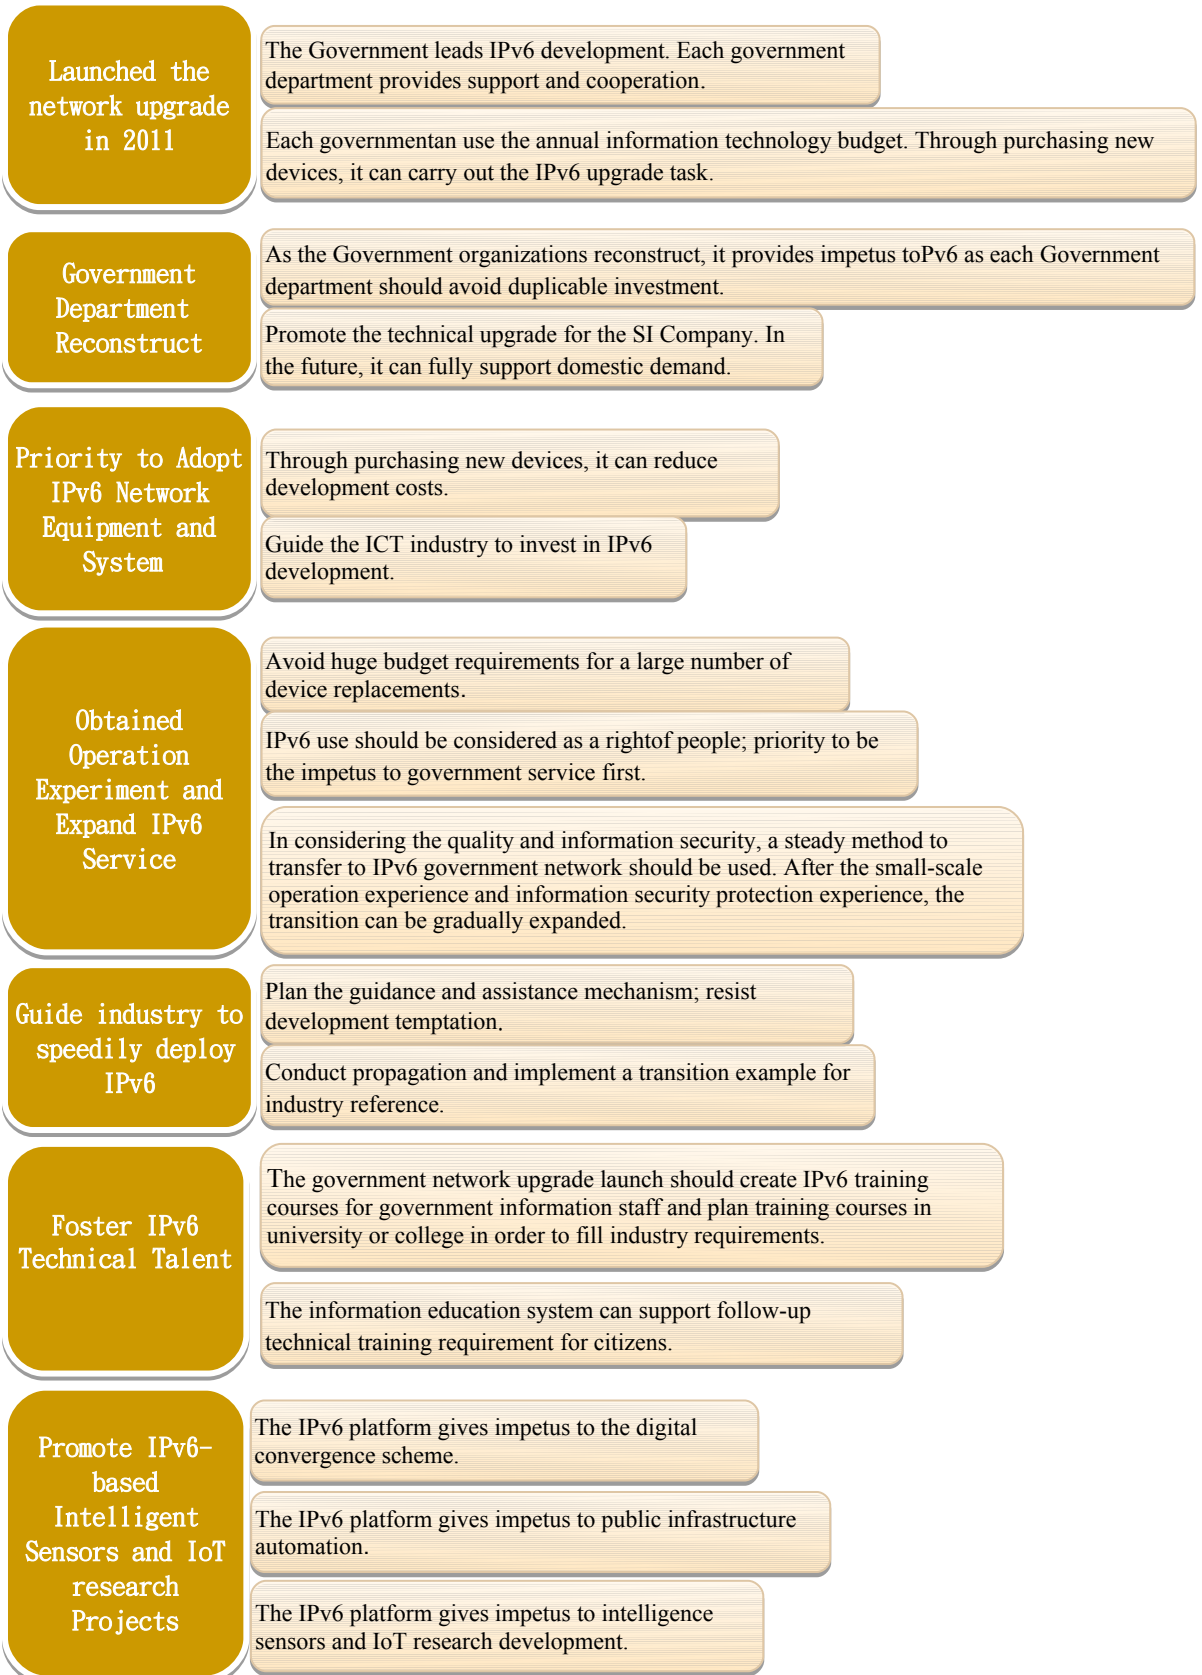 Launched the
network upgrade
in 2011
The Government leads IPv6 development. Each government
department provides support and cooperation.
Each governmentan use the annual information technology budget. Through purchasing new
devices, it can carry out the IPv6 upgrade task.
Government
Department
Reconstruct
As the Government organizations reconstruct, it provides impetus toPv6 as each Government
department should avoid duplicable investment.
Promote the technical upgrade for the SI Company. In
the future, it can fully support domestic demand.
Priority to Adopt
IPv6 Network
Equipment and
System
Through purchasing new devices, it can reduce
development costs.
Guide the ICT industry to invest in IPv6
development.
Obtained
Operation
Experiment and
Expand IPv6
Service
Avoid huge budget requirements for a large number of
device replacements.
IPv6 use should be considered as a rightof people; priority to be
the impetus to government service first.
In considering the quality and information security, a steady method to
transfer to IPv6 government network should be used. After the small-scale
operation experience and information security protection experience, the
transition can be gradually expanded.
Guide industry to
speedily deploy
IPv6
Plan the guidance and assistance mechanism; resist
development temptation.
Conduct propagation and implement a transition example for
industry reference.
Foster IPv6
Technical Talent
The government network upgrade launch should create IPv6 training
courses for government information staff and plan training courses in
university or college in order to fill industry requirements.
The information education system can support follow-up
technical training requirement for citizens.
Promote IPv6-
based
Intelligent
Sensors and IoT
research
Projects
The IPv6 platform gives impetus to the digital
convergence scheme.
The IPv6 platform gives impetus to public infrastructure
automation.
The IPv6 platform gives impetus to intelligence
sensors and IoT research development.